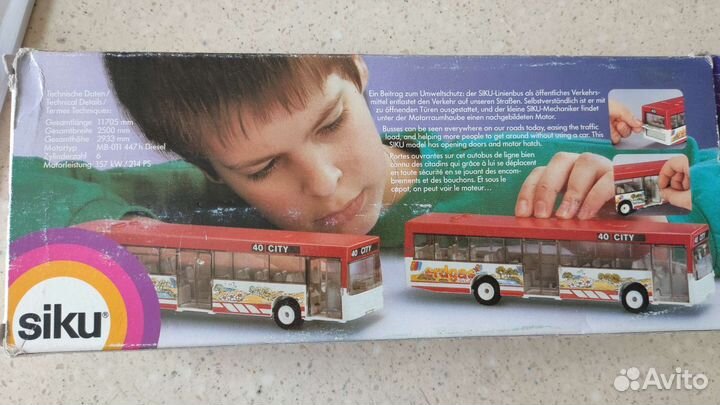 Technische Daten/
Technical Details/
Termes Techniques:
Gesamtlänge 11705 mm
Gesamtbreite 2500 mm
Gesamthöhe 2933 mm
Motortyp MB-OM 447 h Diesel
Zylinderzahl 6
Motorleistung 157 kW/214 PS
Ein Beitrag zum Umweltschutz: der SIKU-Linienbus als öffentliches Verkehrs-
mittel entlastet den Verkehr auf unseren Straßen. Selbstverständlich ist er mit
zu öffnenden Türen ausgestattet, und der kleine SIKU-Mechaniker findet
unter der Motorraumhaube einen nachgebildeten Motor.
Busses can be seen everywhere on our roads today, easing the traffic
load, and helping more people to get around without using a car. This
SIKU model has opening doors and motor hatch.
Portes ouvrantes sur cet autobus de ligne bien
connu des citadins qui grâce à lui se déplacent
en toute sécurité en se jouant des encom-
brements et des bouchons. Et sous le
capot, on peut voir le moteur...
40 CITY
40 CITY
40 CITY
siku
Avito